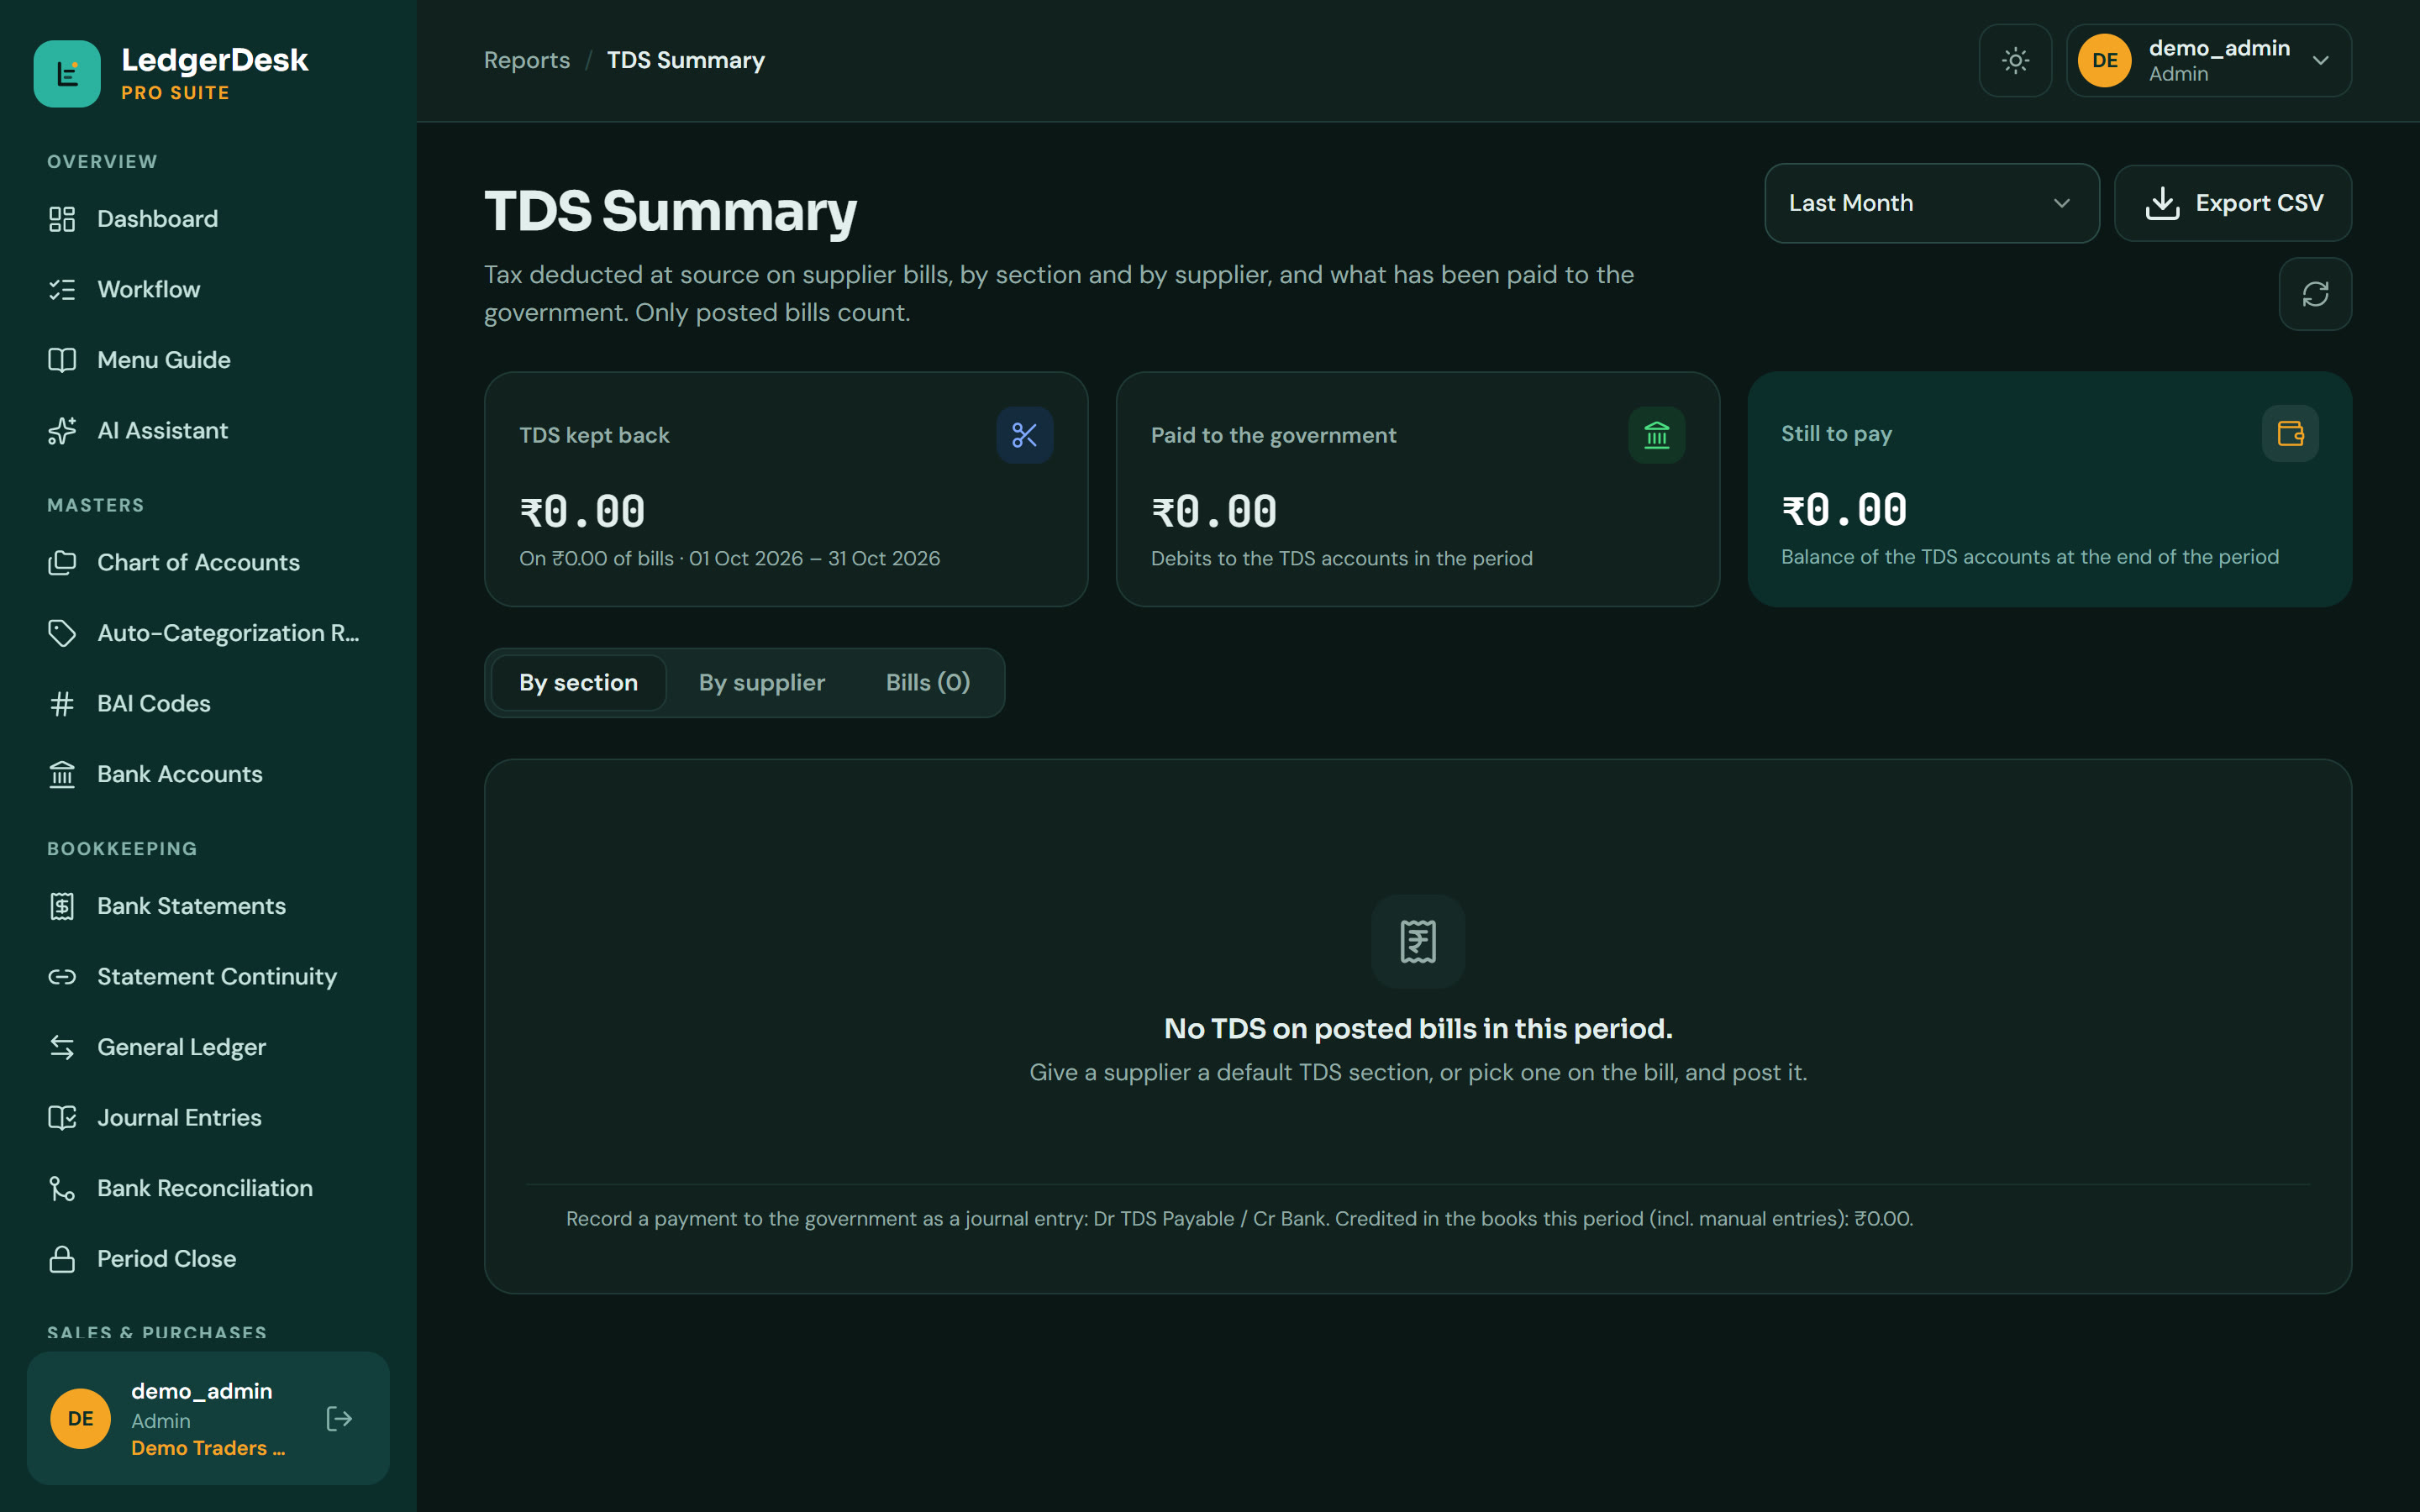 LedgerDesk
PRO SUITE
OVERVIEW
Dashboard
Workflow
Menu Guide
AI Assistant
MASTERS
Chart of Accounts
Auto-Categorization R...
BAI Codes
Bank Accounts
BOOKKEEPING
Bank Statements
Statement Continuity
General Ledger
Journal Entries
Bank Reconciliation
Period Close
SALES & PURCHASES
DE
demo_admin
Admin
Demo Traders ...
Reports / TDS Summary
DE
demo_admin
Admin
TDS Summary
Tax deducted at source on supplier bills, by section and by supplier, and what has been paid to the
government. Only posted bills count.
Last Month
Export CSV
TDS kept back
₹0.00
On ₹0.00 of bills · 01 Oct 2026 – 31 Oct 2026
Paid to the government
₹0.00
Debits to the TDS accounts in the period
Still to pay
₹0.00
Balance of the TDS accounts at the end of the period
By section
By supplier
Bills (0)
No TDS on posted bills in this period.
Give a supplier a default TDS section, or pick one on the bill, and post it.
Record a payment to the government as a journal entry: Dr TDS Payable / Cr Bank. Credited in the books this period (incl. manual entries): ₹0.00.